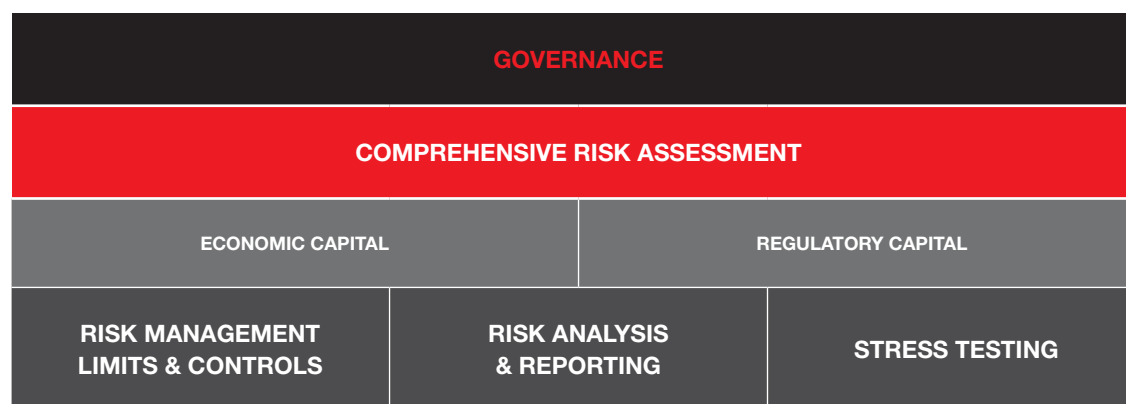 GOVERNANCE
COMPREHENSIVE RISK ASSESSMENT
ECONOMIC CAPITAL
REGULATORY CAPITAL
RISK MANAGEMENT
LIMITS & CONTROLS
RISK ANALYSIS
& REPORTING
STRESS TESTING